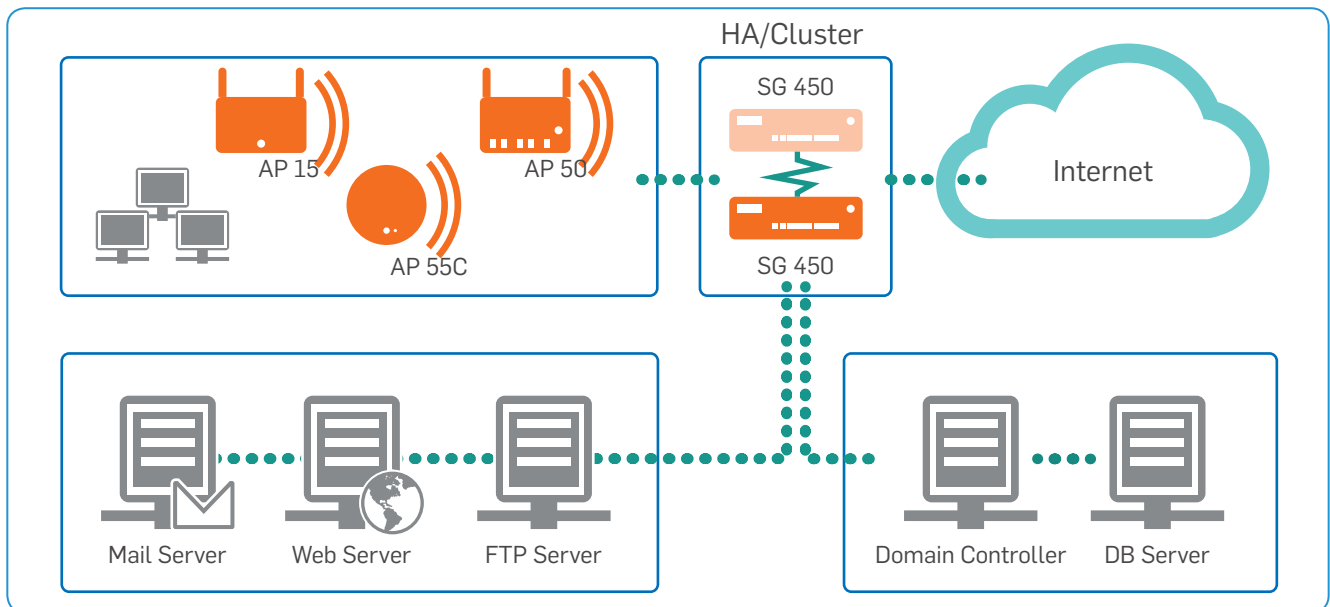 HA/Cluster
SG 450
AP 15
AP 50
AP 55C
SG 450
Internet
Mail Server
Web Server
FTP Server
Domain Controller
DB Server